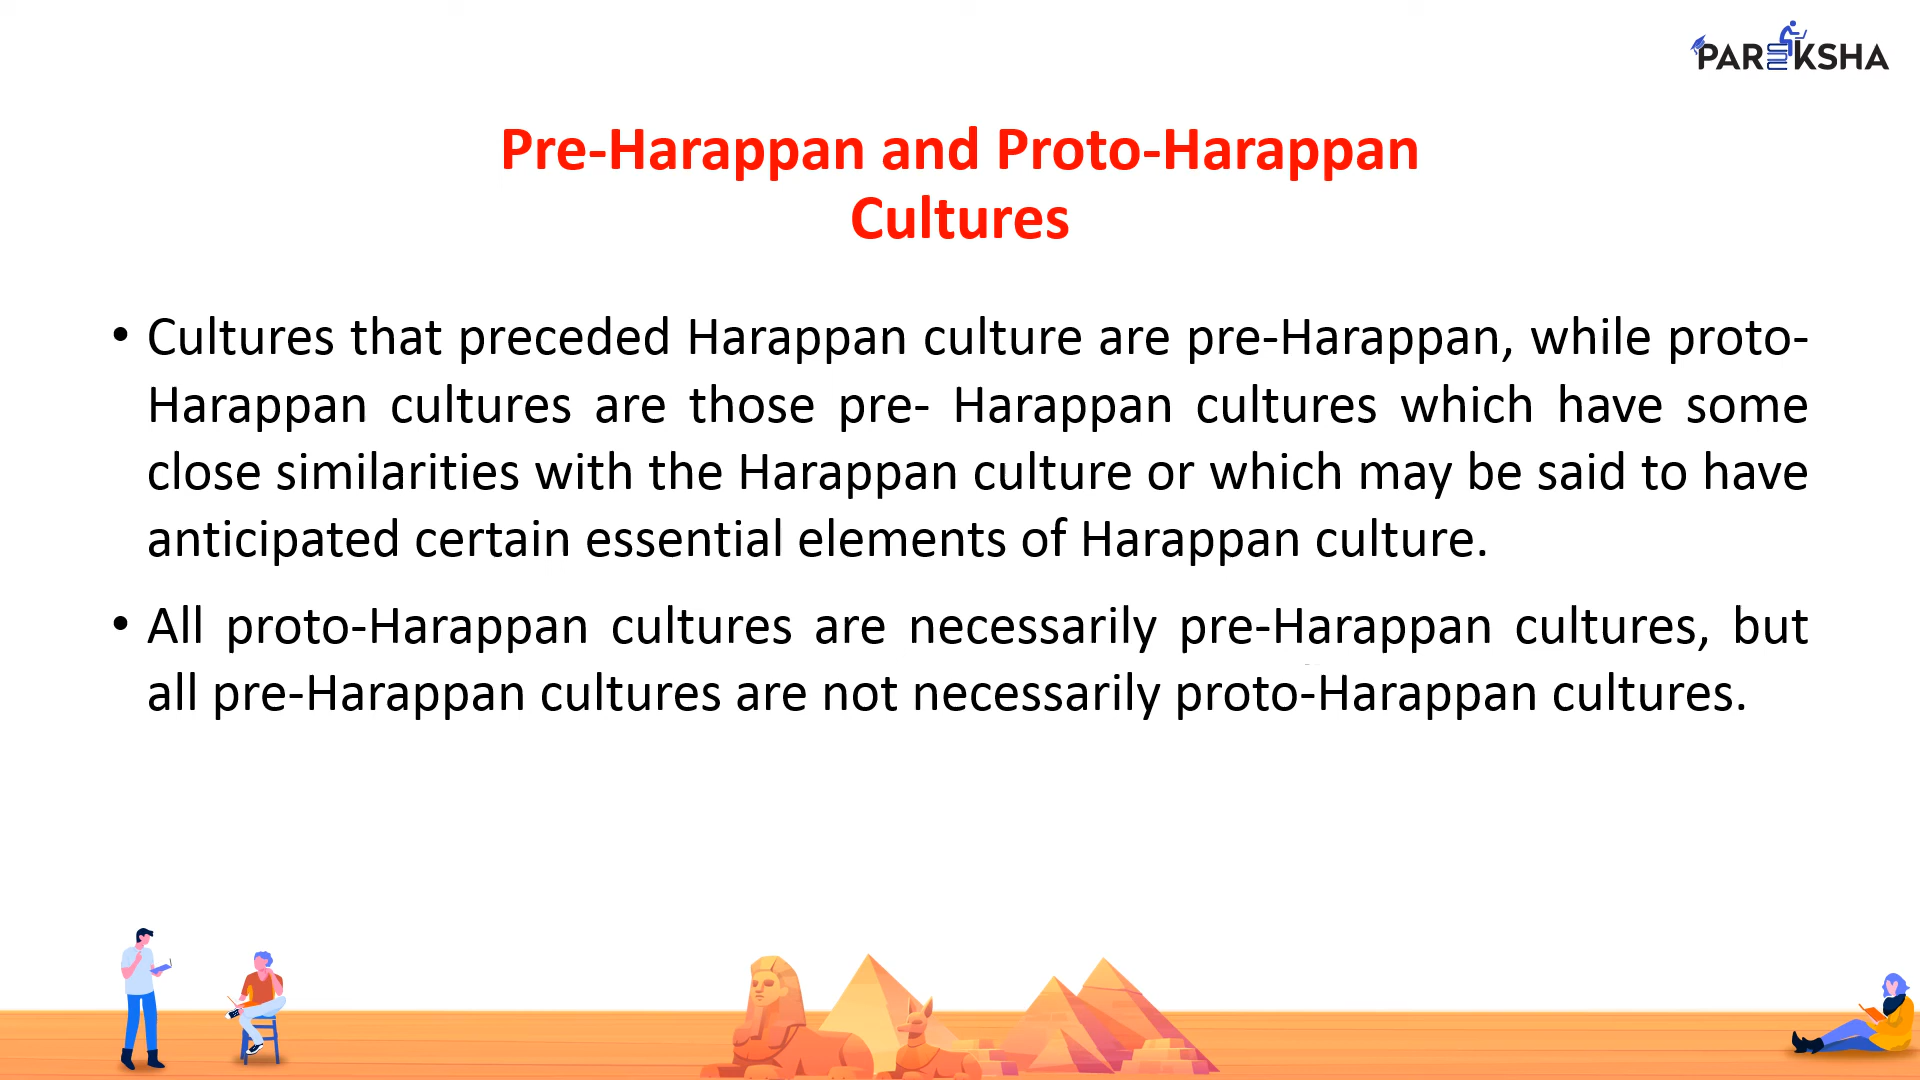 PAREEKSHA
Pre-Harappan and Proto-Harappan
Cultures
• Cultures that preceded Harappan culture are pre-Harappan, while proto-
Harappan cultures are those pre- Harappan cultures which have some
close similarities with the Harappan culture or which may be said to have
anticipated certain essential elements of Harappan culture.
• All proto-Harappan cultures are necessarily pre-Harappan cultures, but
all pre-Harappan cultures are not necessarily proto-Harappan cultures.